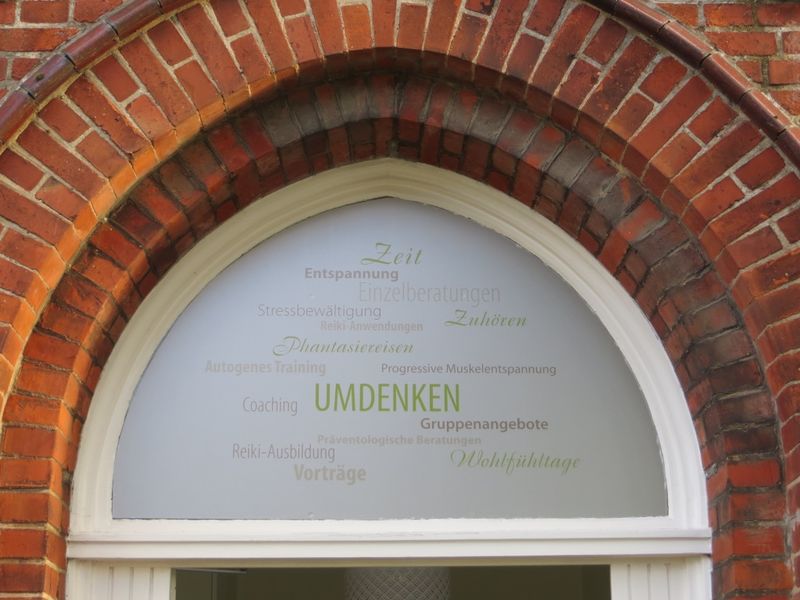 Zeit
Entspannung
Einzelberatungen
Stressbewältigung
Zuhören
Reiki-Anwendungen
Phantasiereisen
Autogenes Training
Progressive Muskelentspannung
Coaching
UMDENKEN
Gruppenangebote
Präventologische Beratungen
Reiki-Ausbildung
Wohlfühltage
Vorträge